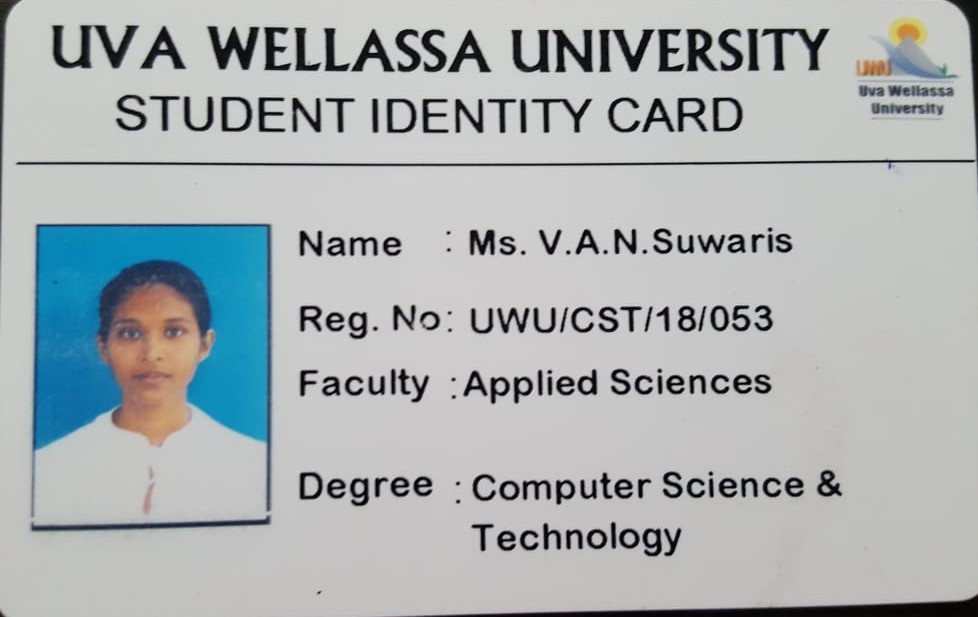 UVA WELLASSA UNIVERSITY
STUDENT IDENTITY CARD
UWU
Uva Wellassa
University
Name : Ms. V.A.N.Suwaris
Reg. No: UWU/CST/18/053
Faculty : Applied Sciences
Degree : Computer Science &
Technology